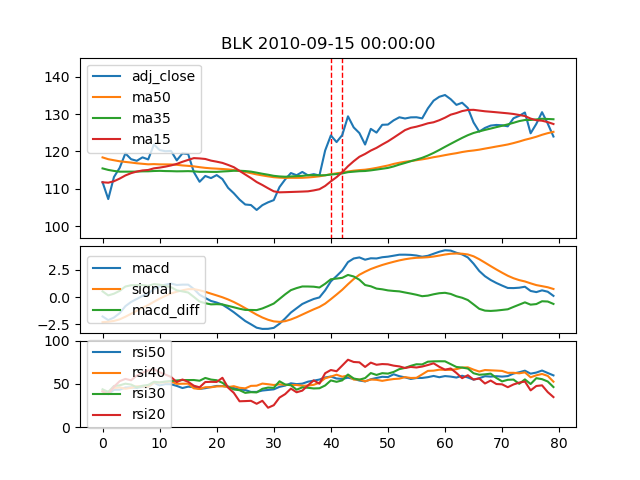 BLK 2010-09-15 00:00:00
140
130
120
110
100
adj_close
ma50
ma35
ma15
2.5
0.0
−2.5
macd
signal
macd_diff
100
50
0
rsi50
rsi40
rsi30
rsi20
0 10 20 30 40 50 60 70 80